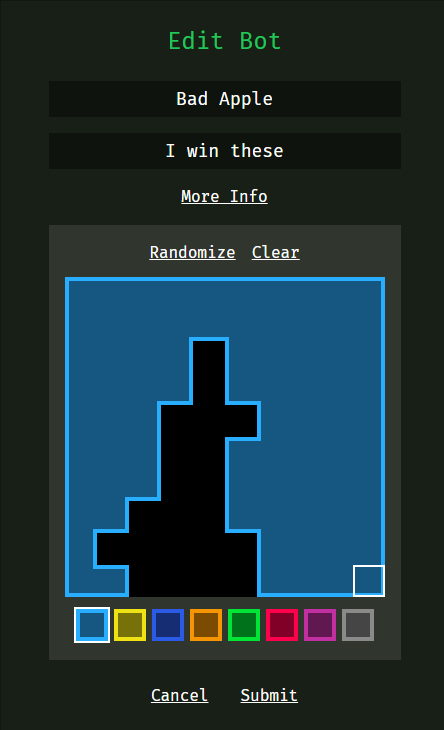 Edit Bot
Bad Apple
I win these
More Info
Randomize Clear
Cancel Submit